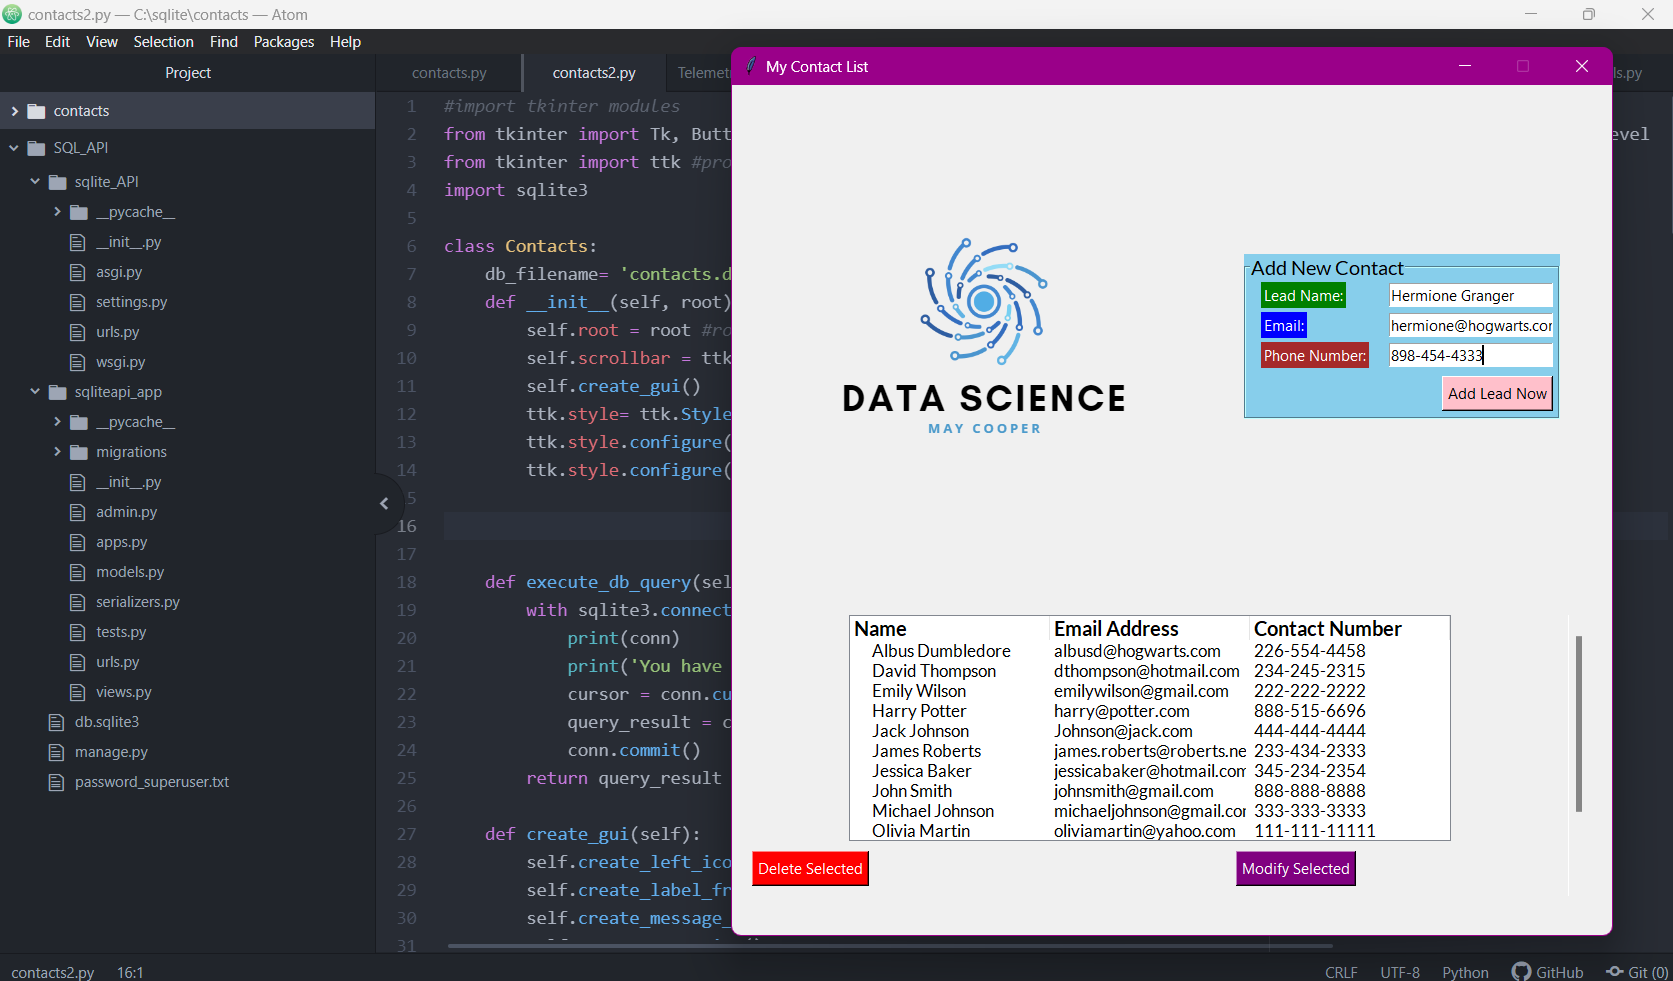 contacts2.py — C:\sqlite\contacts — Atom
File Edit View Selection Find Packages Help
Project
contacts
SQL_API
sqlite_API
__pycache__
__init__.py
asgi.py
settings.py
urls.py
wsgi.py
sqliteapi_app
__pycache__
migrations
__init__.py
admin.py
apps.py
models.py
serializers.py
tests.py
urls.py
views.py
db.sqlite3
manage.py
password_superuser.txt
contacts.py contacts2.py Telemet ls.py
1 #import tkinter modules
2 from tkinter import Tk, Butt evel
3 from tkinter import ttk #pro
4 import sqlite3
5
6 class Contacts:
7 db_filename= 'contacts.d
8 def __init__(self, root)
9 self.root = root #ro
10 self.scrollbar = ttk
11 self.create_gui()
12 ttk.style= ttk.Style
13 ttk.style.configure(
14 ttk.style.configure(
5
16
17
18 def execute_db_query(sel
19 with sqlite3.connect
20 print(conn)
21 print('You have
22 cursor = conn.cu
23 query_result = c
24 conn.commit()
25 return query_result
26
27 def create_gui(self):
28 self.create_left_ico
29 self.create_label_fr
30 self.create_message_
31
My Contact List
DATA SCIENCE
MAY COOPER
Add New Contact
Lead Name: Hermione Granger
Email: hermione@hogwarts.cor
Phone Number: 898-454-4333
Add Lead Now
Name Email Address Contact Number
Albus Dumbledore albusd@hogwarts.com 226-554-4458
David Thompson dthompson@hotmail.com 234-245-2315
Emily Wilson emilywilson@gmail.com 222-222-2222
Harry Potter harry@potter.com 888-515-6696
Jack Johnson Johnson@jack.com 444-444-4444
James Roberts james.roberts@roberts.ne 233-434-2333
Jessica Baker jessicabaker@hotmail.com 345-234-2354
John Smith johnsmith@gmail.com 888-888-8888
Michael Johnson michaeljohnson@gmail.cor 333-333-3333
Olivia Martin oliviamartin@yahoo.com 111-111-11111
Delete Selected Modify Selected
contacts2.py 16:1 CRLF UTF-8 Python GitHub Git (0)